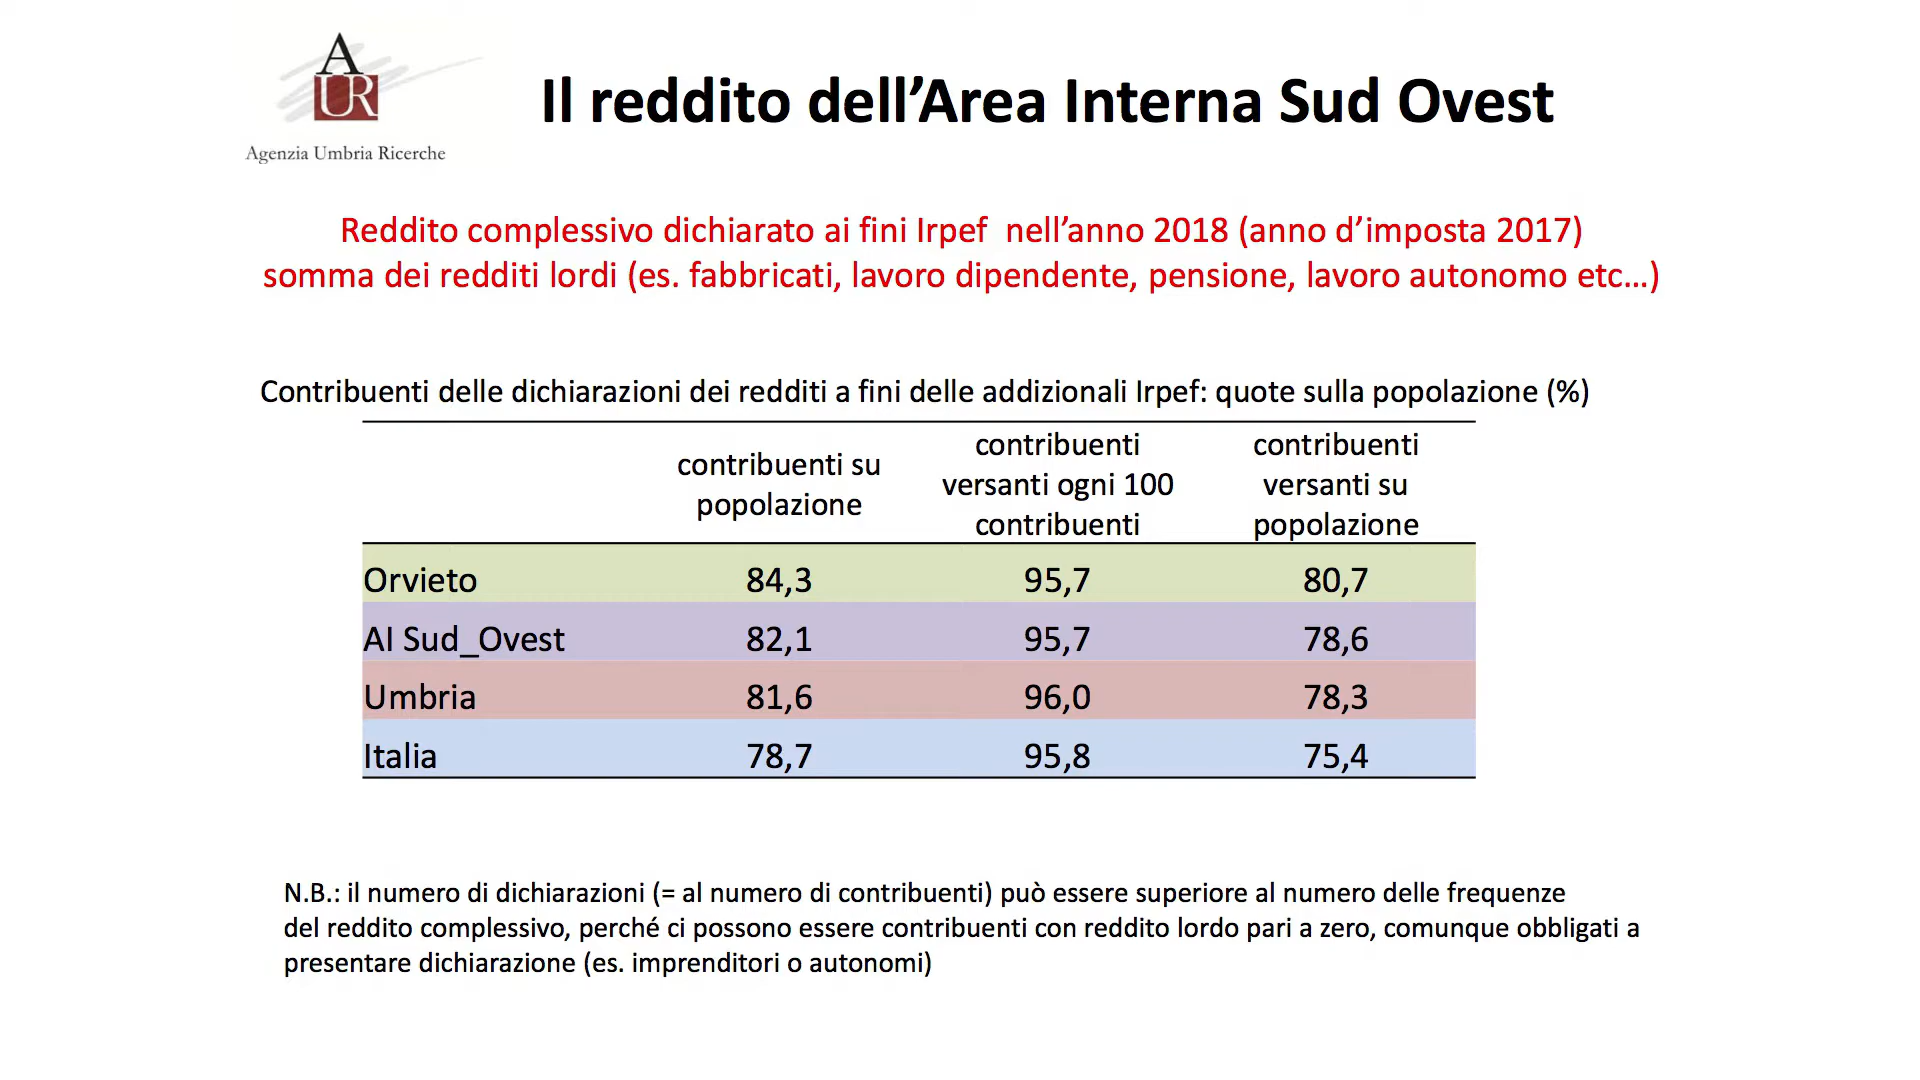 A
UR
Agenzia Umbria Ricerche
Il reddito dell’Area Interna Sud Ovest
Reddito complessivo dichiarato ai fini Irpef  nell’anno 2018 (anno d’imposta 2017)
somma dei redditi lordi (es. fabbricati, lavoro dipendente, pensione, lavoro autonomo etc…)
Contribuenti delle dichiarazioni dei redditi a fini delle addizionali Irpef: quote sulla popolazione (%)
contribuenti su
popolazione
contribuenti
versanti ogni 100
contribuenti
contribuenti
versanti su
popolazione
Orvieto 84,3 95,7 80,7
AI Sud_Ovest 82,1 95,7 78,6
Umbria 81,6 96,0 78,3
Italia 78,7 95,8 75,4
N.B.: il numero di dichiarazioni (= al numero di contribuenti) può essere superiore al numero delle frequenze
del reddito complessivo, perché ci possono essere contribuenti con reddito lordo pari a zero, comunque obbligati a
presentare dichiarazione (es. imprenditori o autonomi)